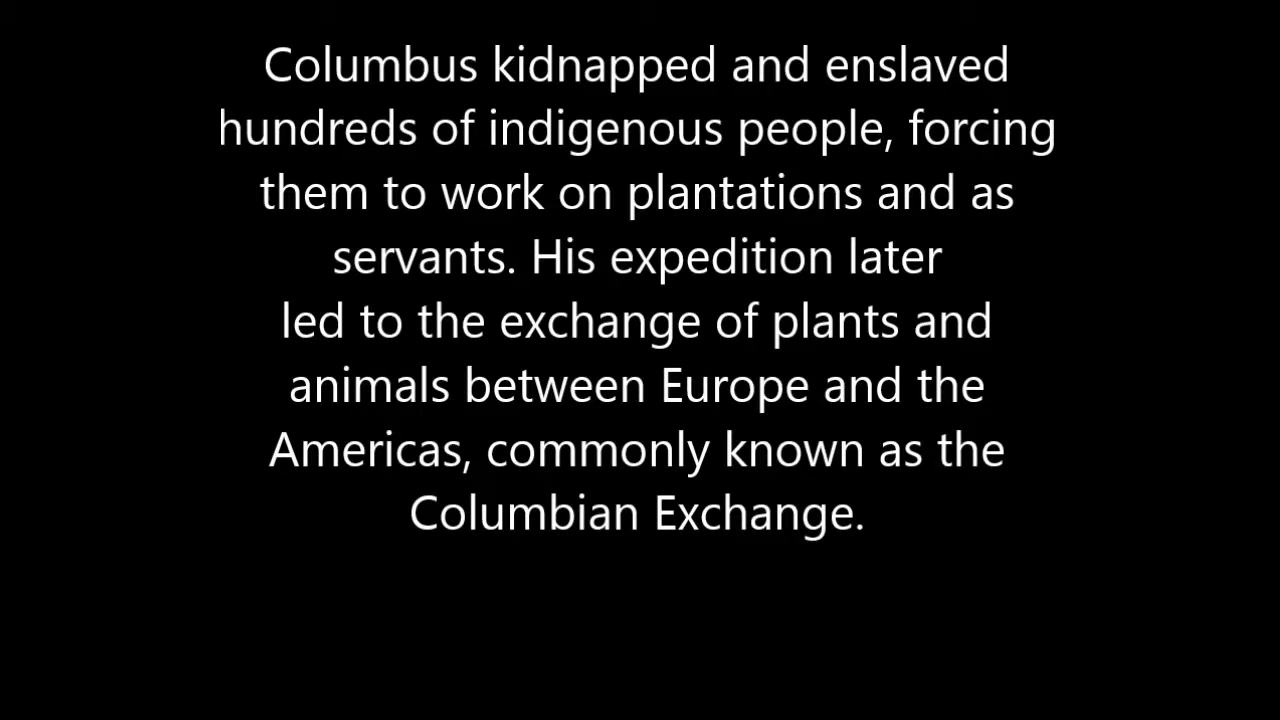 Columbus kidnapped and enslaved
hundreds of indigenous people, forcing
them to work on plantations and as
servants. His expedition later
led to the exchange of plants and
animals between Europe and the
Americas, commonly known as the
Columbian Exchange.